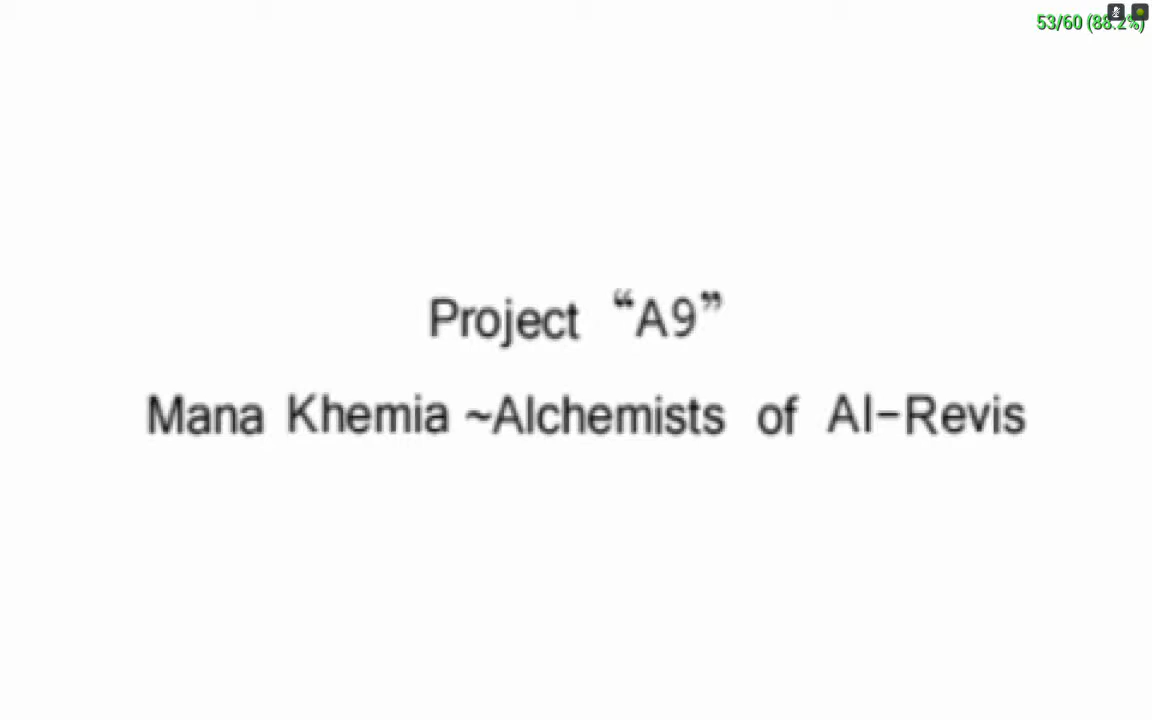 53/60 (88.2%)
Project “A9”
Mana Khemia ~Alchemists of Al-Revis